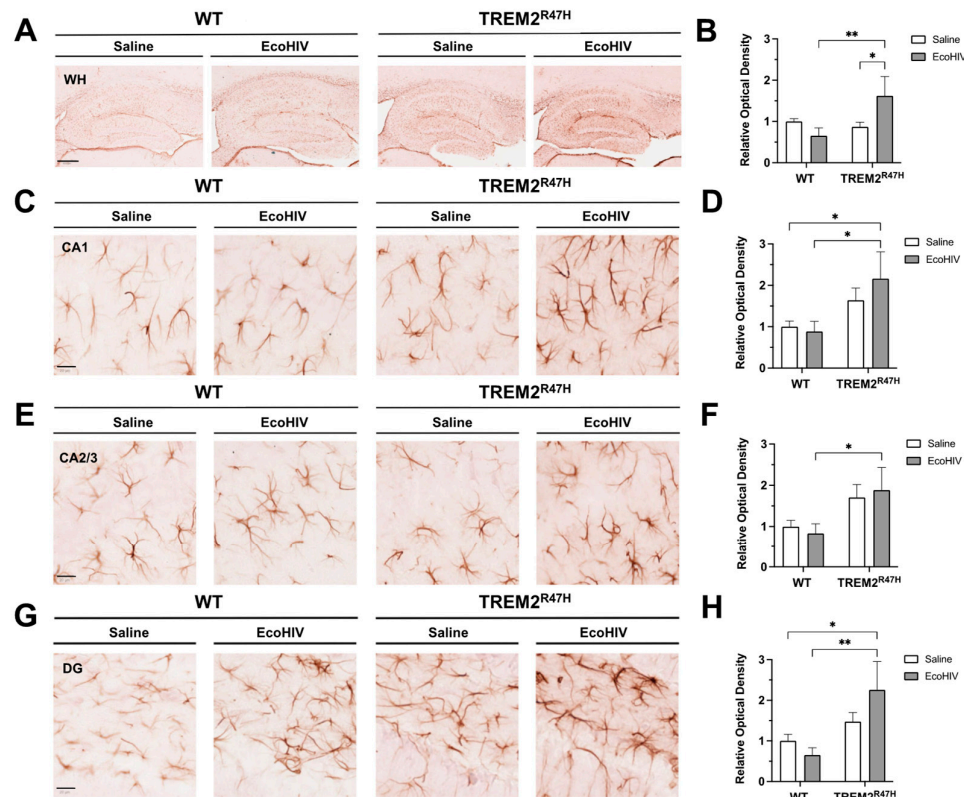 A
WT
TREM2R47H
Saline
EcoHIV
Saline
EcoHIV
WH
B
Relative Optical Density
3
2
1
0
**
*
WT
TREM2R47H
Saline
EcoHIV
C
WT
TREM2R47H
Saline
EcoHIV
Saline
EcoHIV
CA1
D
Relative Optical Density
3
2
1
0
*
*
WT
TREM2R47H
Saline
EcoHIV
E
WT
TREM2R47H
Saline
EcoHIV
Saline
EcoHIV
CA2/3
F
Relative Optical Density
3
2
1
0
*
WT
TREM2R47H
Saline
EcoHIV
G
WT
TREM2R47H
Saline
EcoHIV
Saline
EcoHIV
DG
H
Relative Optical Density
3
2
1
0
*
**
WT
TREM2R47H
Saline
EcoHIV